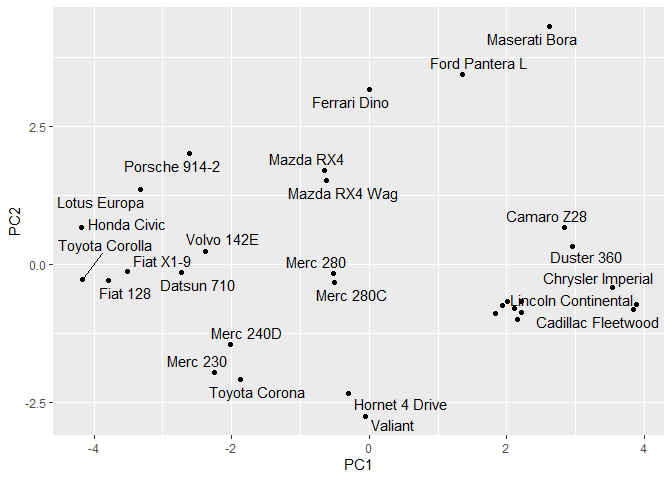 Maserati Bora
Ford Pantera L
Ferrari Dino
2.5
Mazda RX4
Porsche 914-2
Mazda RX4 Wag
Lotus Europa
Camaro Z28
Honda Civic
PC2
Volvo 142E
Toyota Corolla
Duster 360
Fiat X1-9
Merc 280
0.0
Chrysler Imperial
Datsun 710
Fiat 128
Merc 280C
Lincoln Continental
Cadillac Fleetwood
Merc 240D
Merc 230
Toyota Corona
-2.5
Hornet 4 Drive
Valiant
-4 -2 0 2 4
PC1